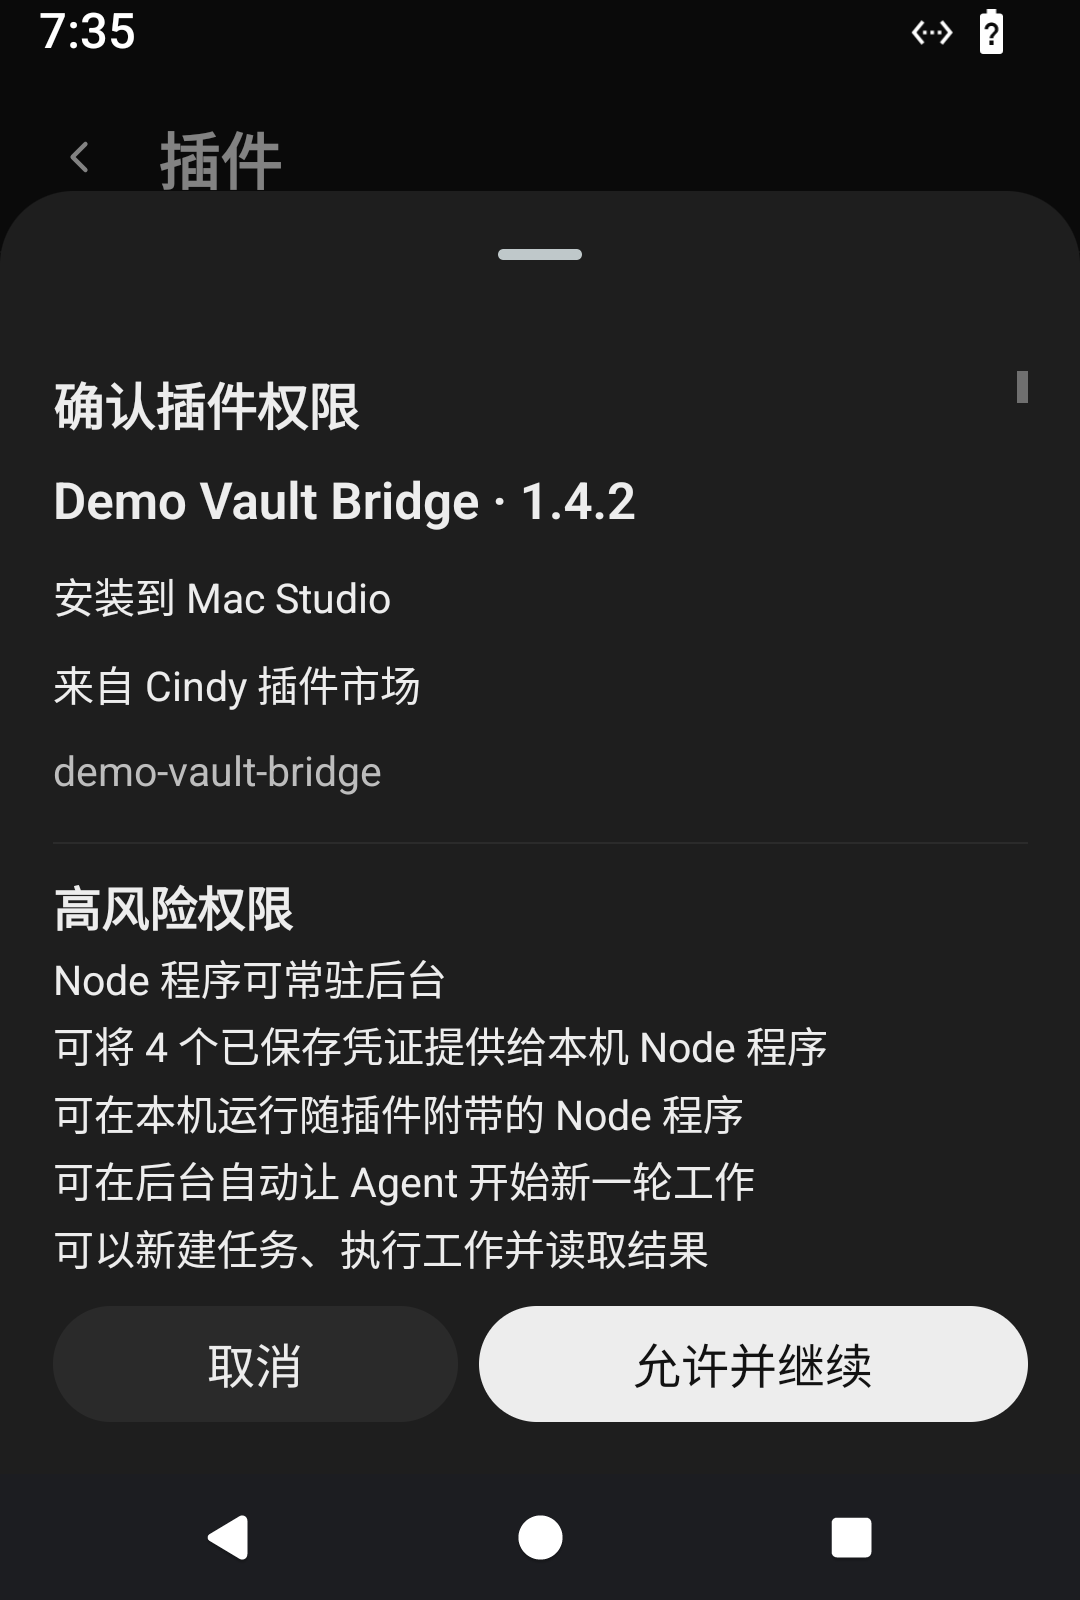 7:35
插件
确认插件权限
Demo Vault Bridge · 1.4.2
安装到 Mac Studio
来自 Cindy 插件市场
demo-vault-bridge
高风险权限
Node 程序可常驻后台
可将 4 个已保存凭证提供给本机 Node 程序
可在本机运行随插件附带的 Node 程序
可在后台自动让 Agent 开始新一轮工作
可以新建任务、执行工作并读取结果
取消
允许并继续